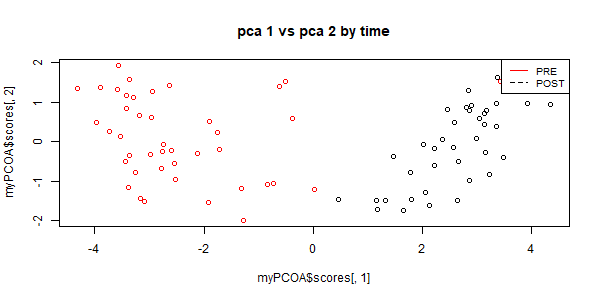 pca 1 vs pca 2 by time
PRE
POST
myPCOA$scores[, 2]
2
1
0
-1
-2
-4
-2
0
2
4
myPCOA$scores[, 1]